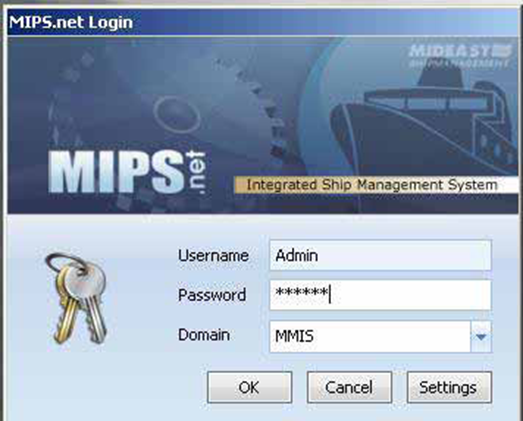 MIPS.net Login
MIDEAST
SHIPMANAGEMENT
MIPS.net
Integrated Ship Management System
Username Admin
Password ******
Domain MMIS
OK Cancel Settings